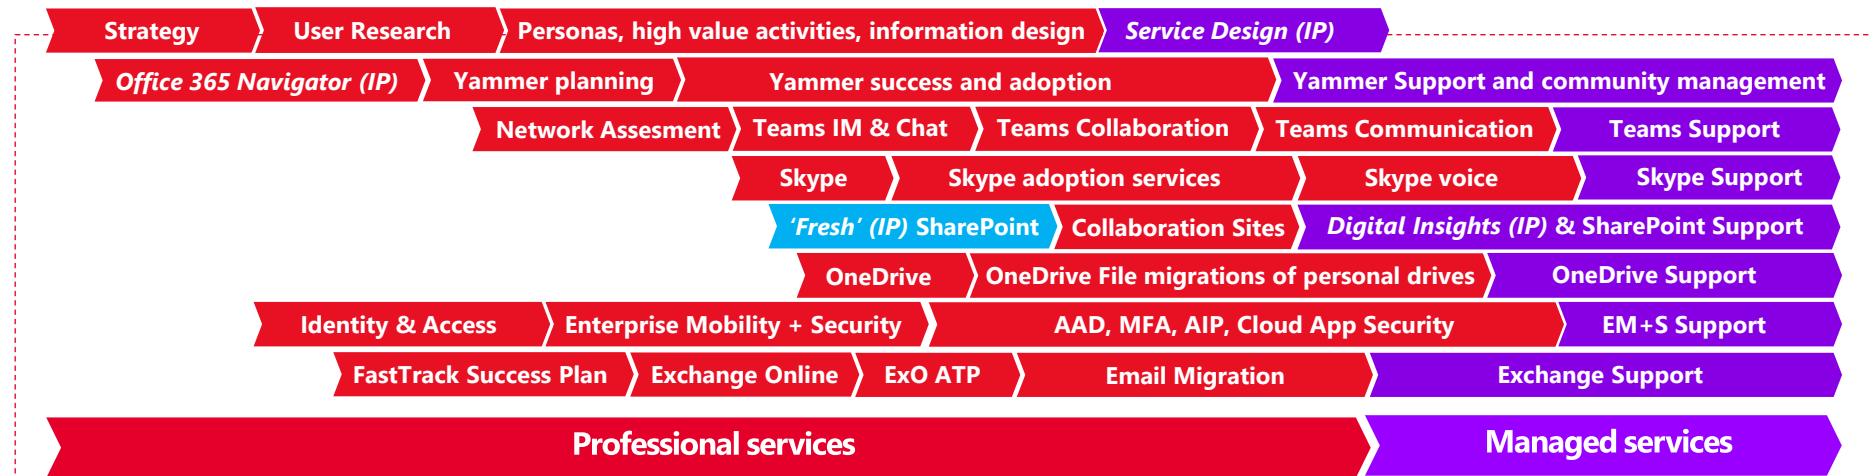 Strategy User Research Personas, high value activities, information design Service Design (IP)
Office 365 Navigator (IP) Yammer planning Yammer success and adoption Yammer Support and community management
Network Assesment Teams IM & Chat Teams Collaboration Teams Communication Teams Support
Skype Skype adoption services Skype voice Skype Support
‘Fresh’ (IP) SharePoint Collaboration Sites Digital Insights (IP) & SharePoint Support
OneDrive OneDrive File migrations of personal drives OneDrive Support
Identity & Access Enterprise Mobility + Security AAD, MFA, AIP, Cloud App Security EM+S Support
FastTrack Success Plan Exchange Online ExO ATP Email Migration Exchange Support
Professional services Managed services